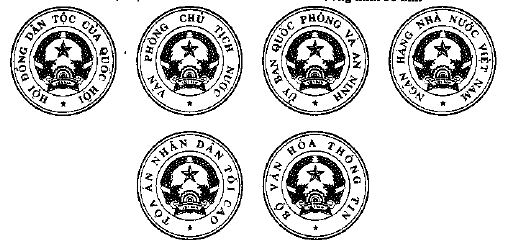 HỘI ĐỒNG DÂN TỘC CỦA QUỐC HỘI
VĂN PHÒNG CHỦ TỊCH NƯỚC
ỦY BAN QUỐC PHÒNG VÀ AN NINH
NGÂN HÀNG NHÀ NƯỚC VIỆT NAM
TÒA ÁN NHÂN DÂN TỐI CAO
BỘ VĂN HÓA THÔNG TIN